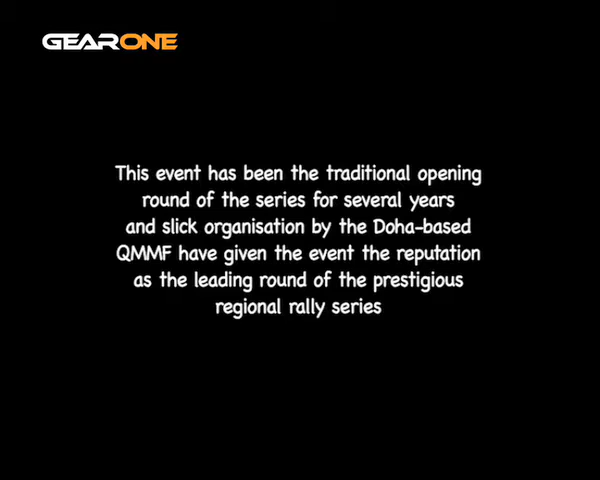 GEARONE
This event has been the traditional opening
round of the series for several years
and slick organisation by the Doha-based
QMMF have given the event the reputation
as the leading round of the prestigious
regional rally series